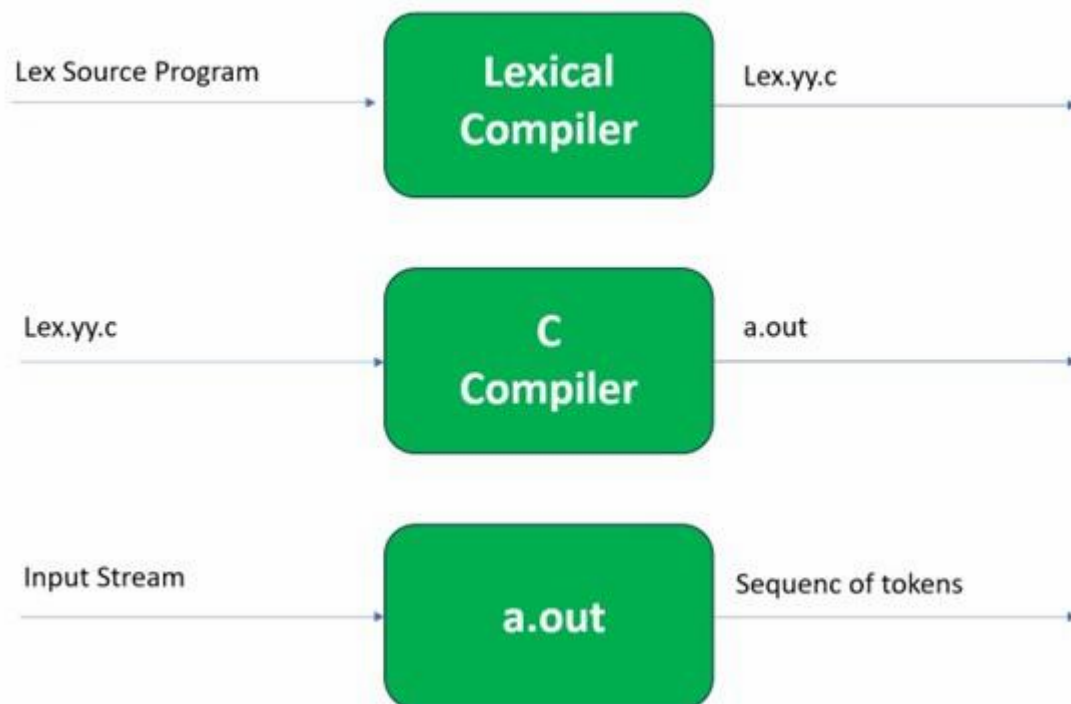 Lex Source Program
Lexical
Compiler
Lex.yy.c
Lex.yy.c
C
Compiler
a.out
Input Stream
a.out
Sequenc of tokens